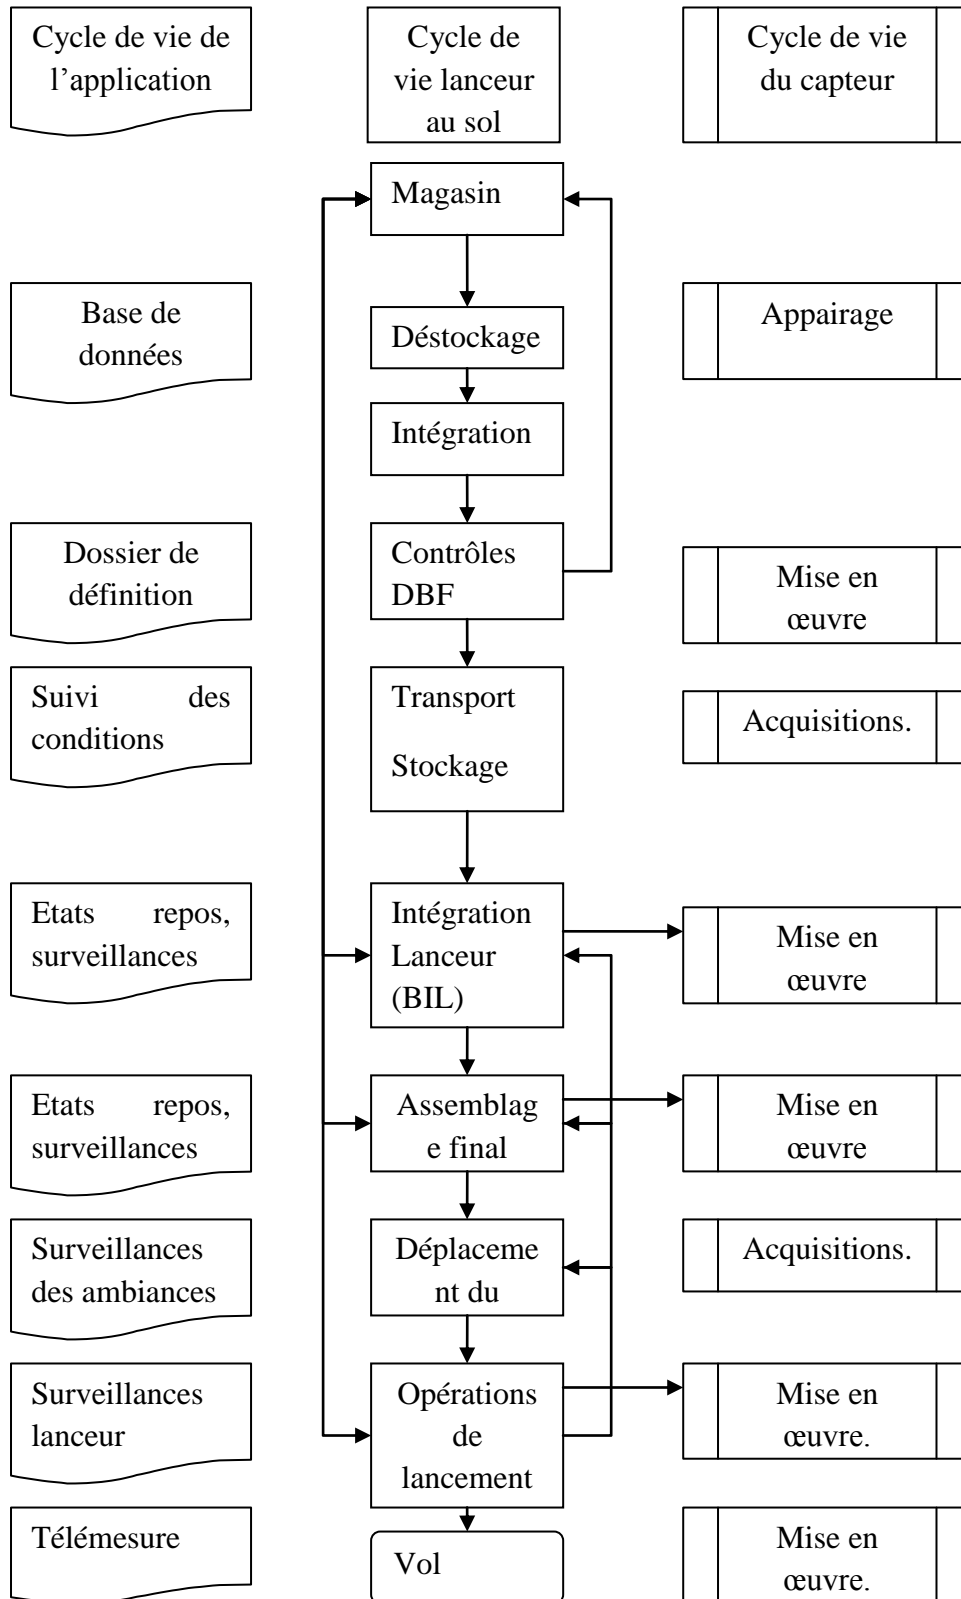 Cycle de vie de
l’application
Cycle de
vie lanceur
au sol
Cycle de vie
du capteur
Magasin
Base de
données
Déstockage
Appairage
Intégration
Dossier de
définition
Contrôles
DBF
Mise en
œuvre
Suivi des
conditions
Transport
Stockage
Acquisitions.
Etats repos,
surveillances
Intégration
Lanceur
(BIL)
Mise en
œuvre
Etats repos,
surveillances
Assemblag
e final
Mise en
œuvre
Surveillances
des ambiances
Déplaceme
nt du
Acquisitions.
Surveillances
lanceur
Opérations
de
lancement
Mise en
œuvre.
Télémesure
Vol
Mise en
œuvre.